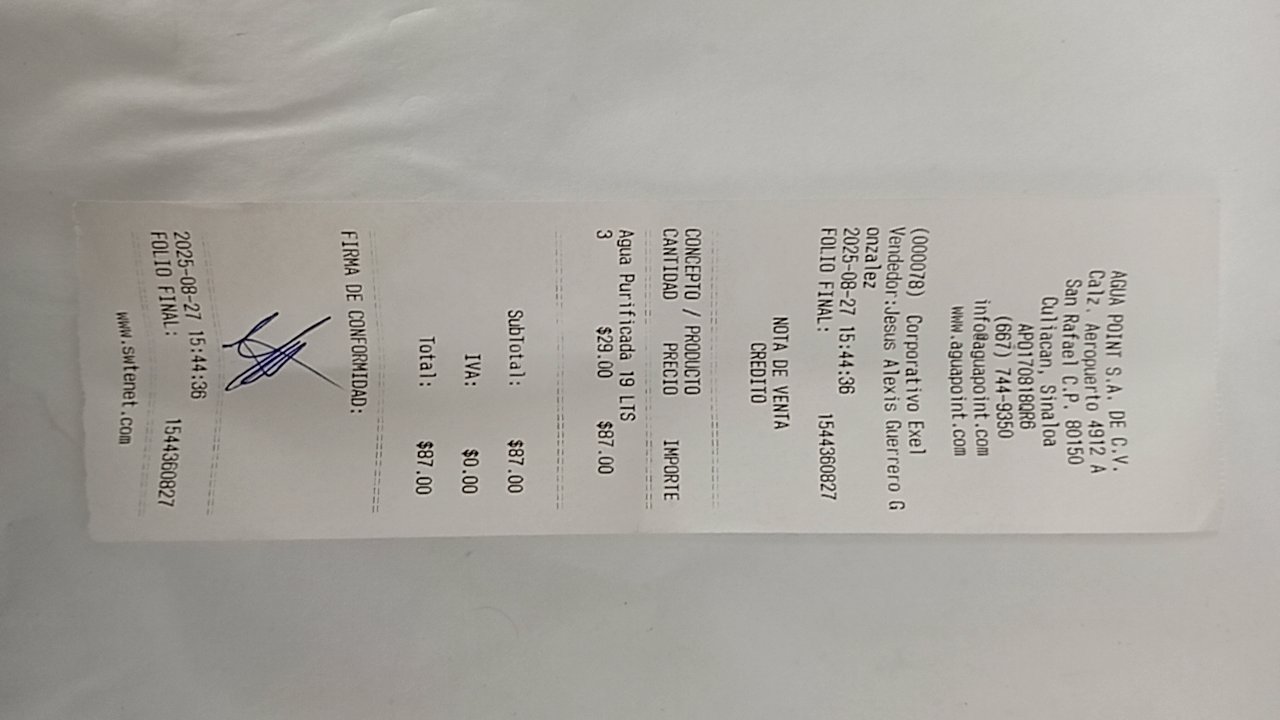 AGUA POINT S.A. DE C.V.
Calz. Aeropuerto 4912 A
San Rafael C.P. 80150
Culiacan, Sinaloa
APO170818QR6
(667) 744-9350
info@aguapoint.com
www.aguapoint.com
(000078) Corporativo Exel
Vendedor:Jesus Alexis Guerrero G
onzalez
2025-08-27 15:44:36
FOLIO FINAL: 1544360827
NOTA DE VENTA
CREDITO
CONCEPTO / PRODUCTO
CANTIDAD PRECIO IMPORTE
Agua Purificada 19 LTS
3 $29.00 $87.00
SubTotal: $87.00
IVA: $0.00
Total: $87.00
FIRMA DE CONFORMIDAD:
2025-08-27 15:44:36
FOLIO FINAL: 1544360827
www.swtenet.com